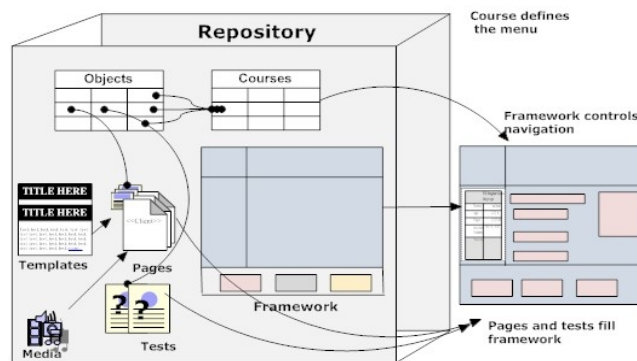 Repository
Course defines
the menu
Objects
Courses
Framework controls
navigation
TITLE HERE
TITLE HERE
Templates
Pages
Framework
Media
Tests
Pages and tests fill
framework